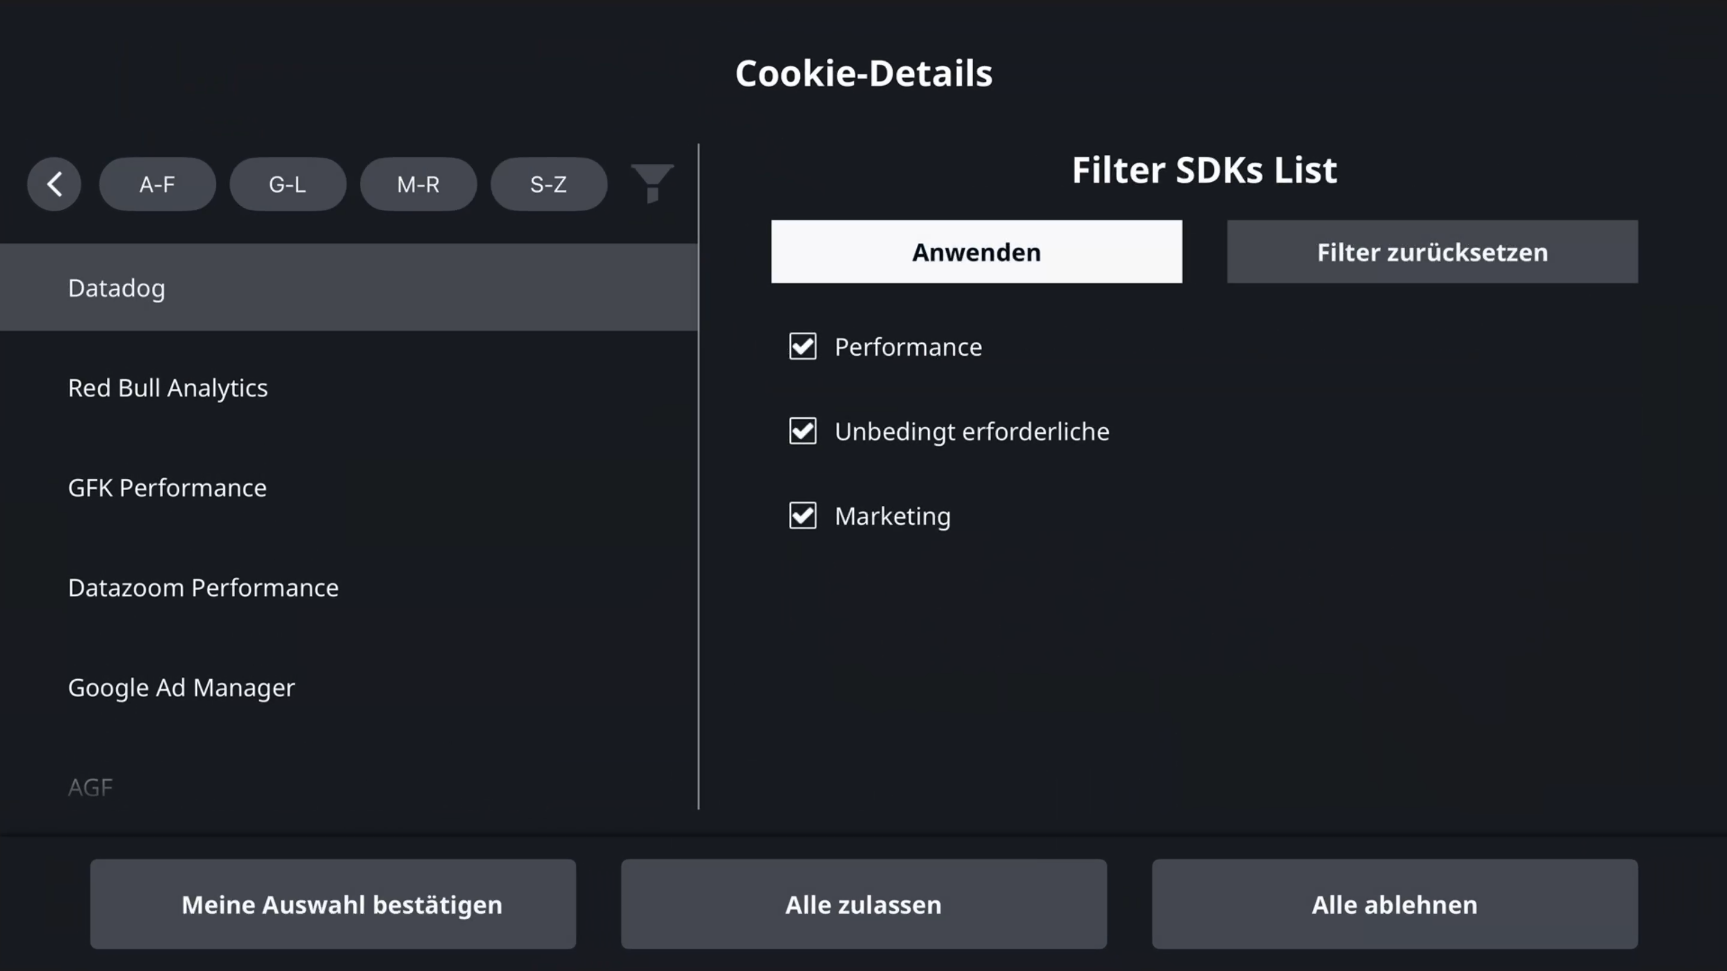 Cookie-Details
A-F
G-L
M-R
S-Z
Datadog
Red Bull Analytics
GFK Performance
Datazoom Performance
Google Ad Manager
AGF
Filter SDKs List
Anwenden
Filter zurücksetzen
Performance
Unbedingt erforderliche
Marketing
Meine Auswahl bestätigen
Alle zulassen
Alle ablehnen